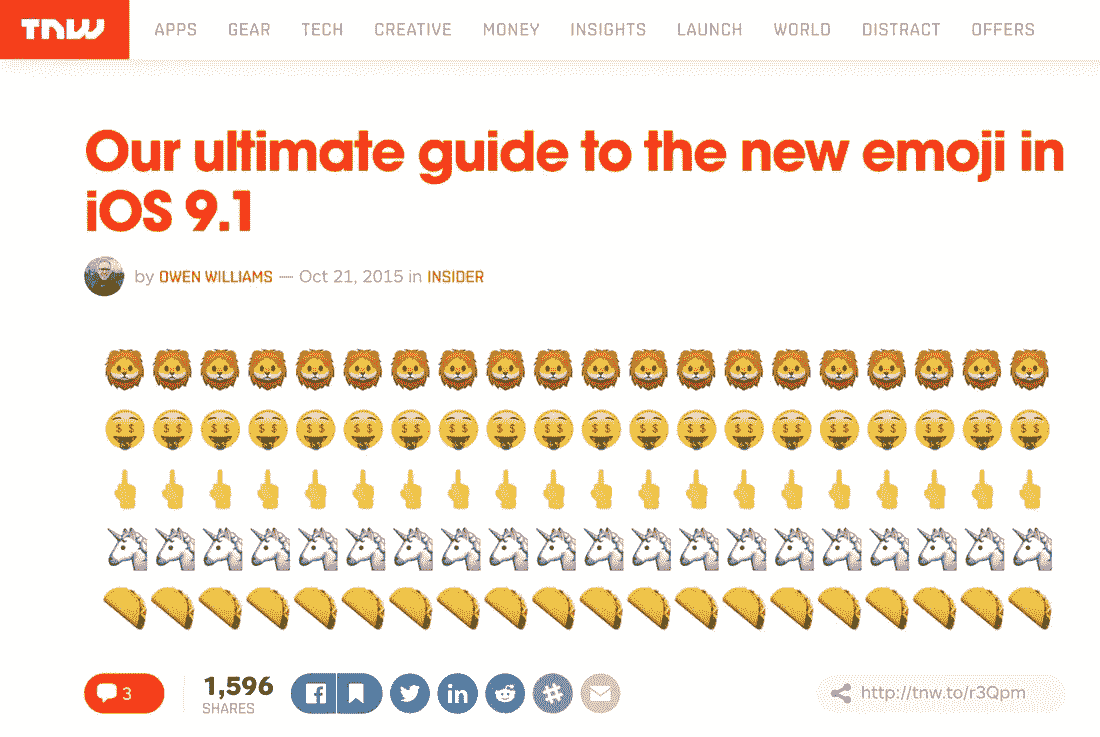 TNW APPS GEAR TECH CREATIVE MONEY INSIGHTS LAUNCH WORLD DISTRACT OFFERS
Our ultimate guide to the new emoji in
iOS 9.1
by OWEN WILLIAMS — Oct 21, 2015 in INSIDER
3 1,596 http://tnw.to/r3Qpm
SHARES